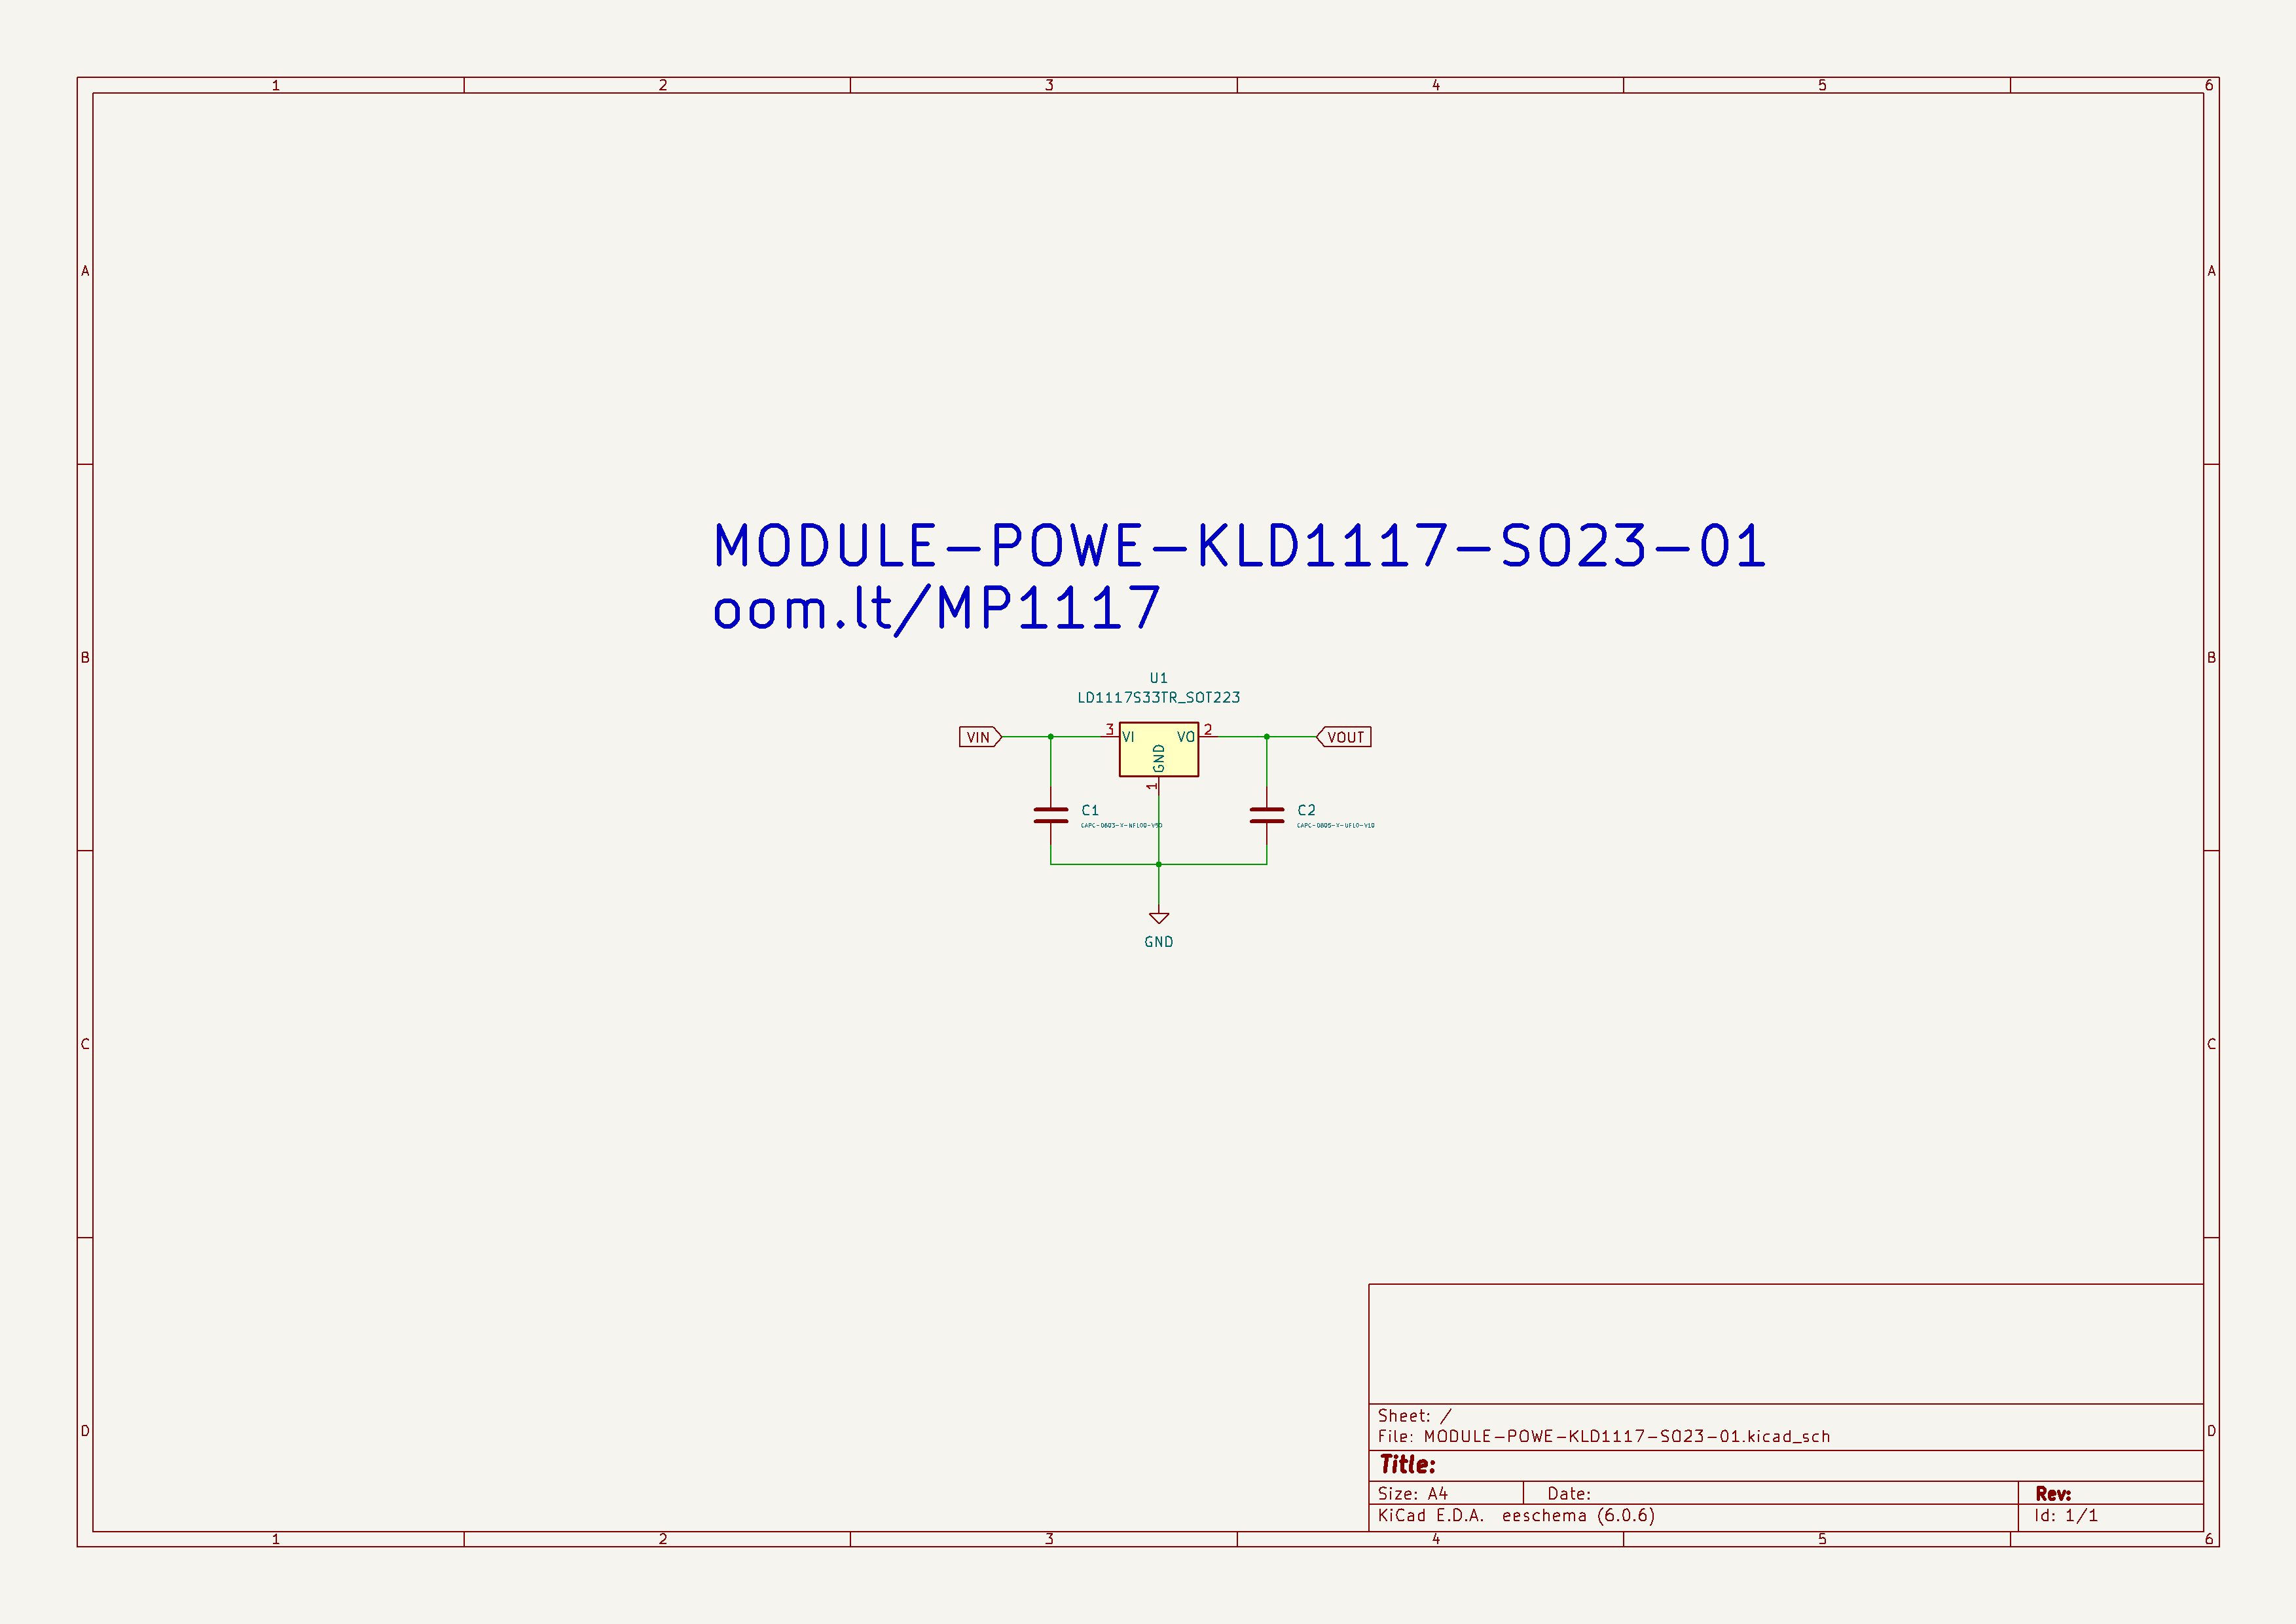 1 2 3 4 5 6
A A
MODULE-POWE-KLD1117-SO23-01
oom.lt/MP1117
B B
U1
LD1117S33TR_SOT223
VIN 3 VI VO 2 VOUT
GND
1
C1 C2
CAPC-0603-X-NF100-V50 CAPC-0805-X-UF10-V10
GND
C C
Sheet: /
D D
File: MODULE-POWE-KLD1117-SO23-01.kicad_sch
Title:
Size: A4 Date: Rev:
KiCad E.D.A. eeschema (6.0.6) Id: 1/1
1 2 3 4 5 6